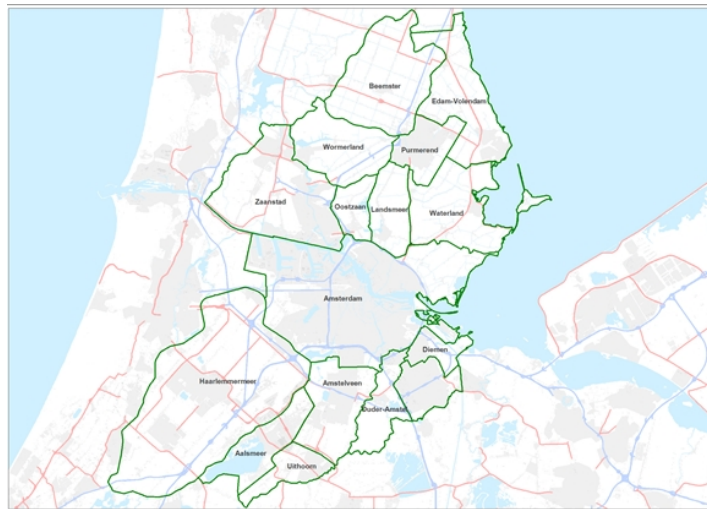 Beemster
Edam-Volendam
Wormerland
Purmerend
Zaanstad
Oostzaan
Landsmeer
Waterland
Amsterdam
Diemen
Haarlemmermeer
Amstelveen
Ouder-Amstel
Aalsmeer
Uithoorn